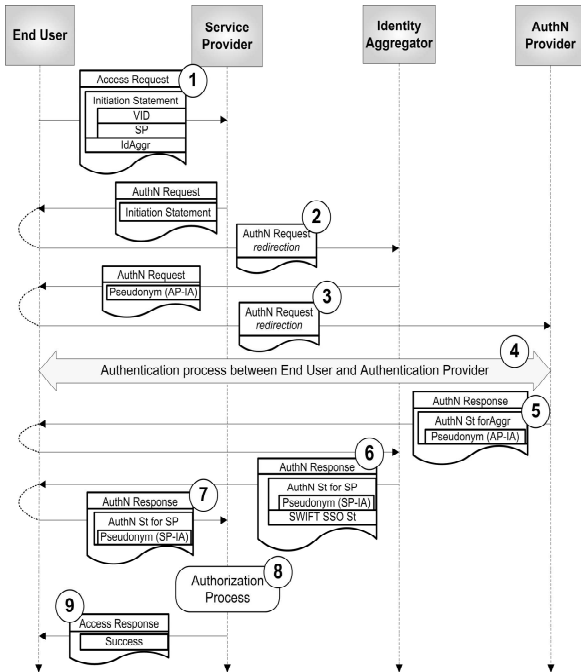 End User
Service
Provider
Identity
Aggregator
AuthN
Provider
Access Request
1
Initiation Statement
VID
SP
IdAggr
AuthN Request
Initiation Statement
2
AuthN Request
redirection
AuthN Request
Pseudonym (AP-IA)
3
AuthN Request
redirection
4
Authentication process between End User and Authentication Provider
AuthN Response
5
AuthN St forAggr
Pseudonym (AP-IA)
6
AuthN Response
AuthN St for SP
Pseudonym (SP-IA)
SWIFT SSO St
7
AuthN Response
AuthN St for SP
Pseudonym (SP-IA)
8
Authorization
Process
9
Access Response
Success